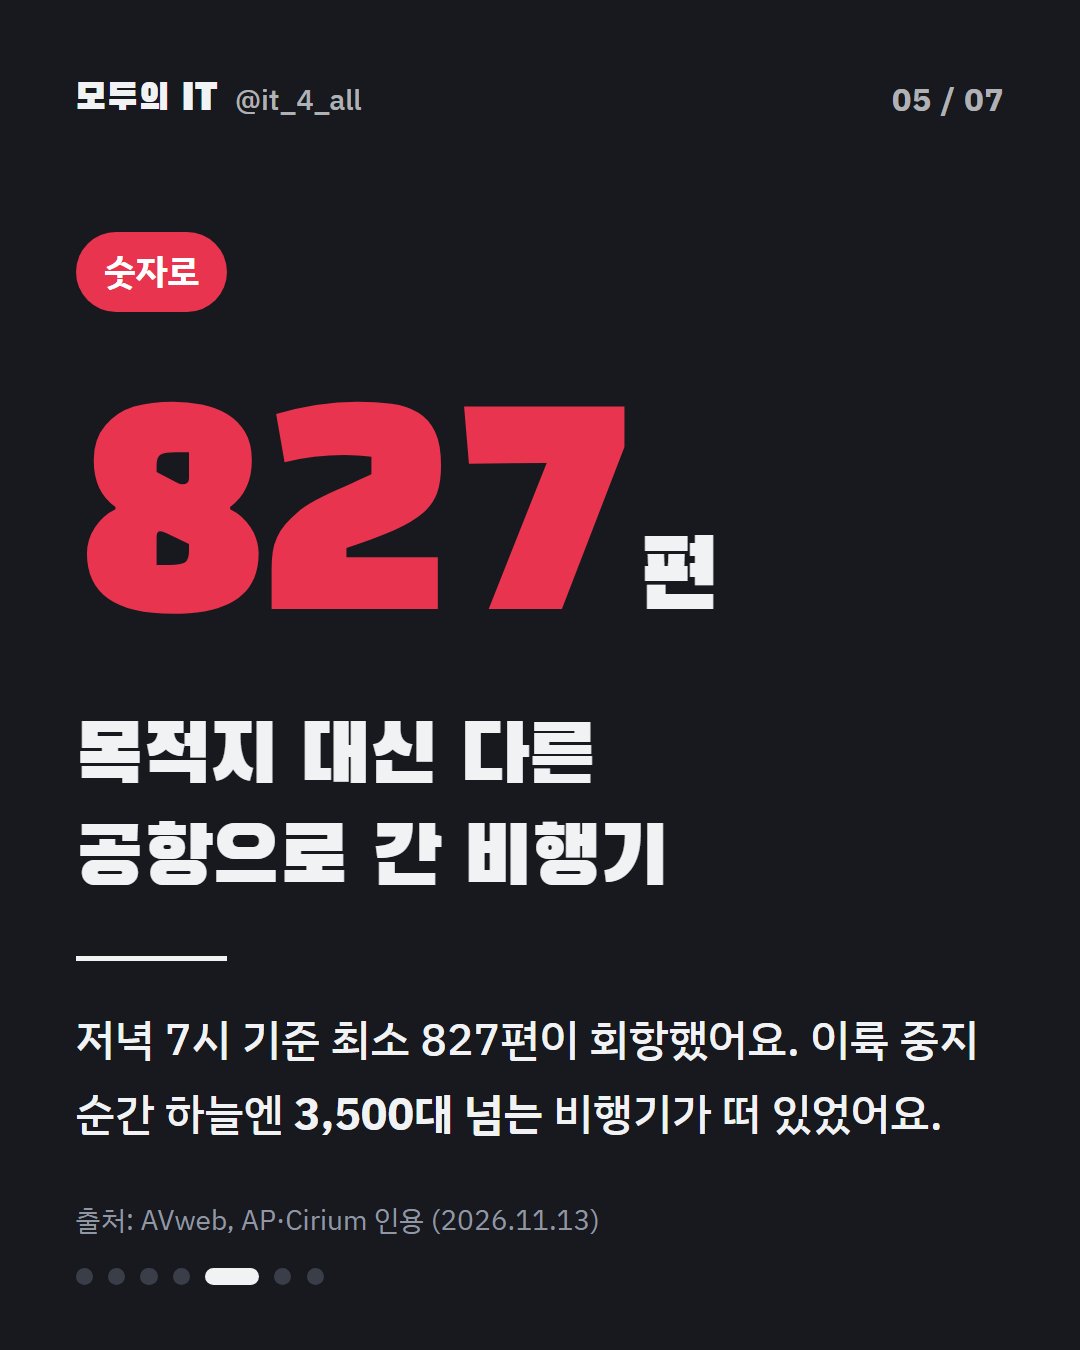 모두의 IT @it_4_all
05 / 07
숫자로
827편
목적지 대신 다른
공항으로 간 비행기
저녁 7시 기준 최소 827편이 회항했어요. 이륙 중지
순간 하늘엔 3,500대 넘는 비행기가 떠 있었어요.
출처: AVweb, AP·Cirium 인용 (2026.11.13)